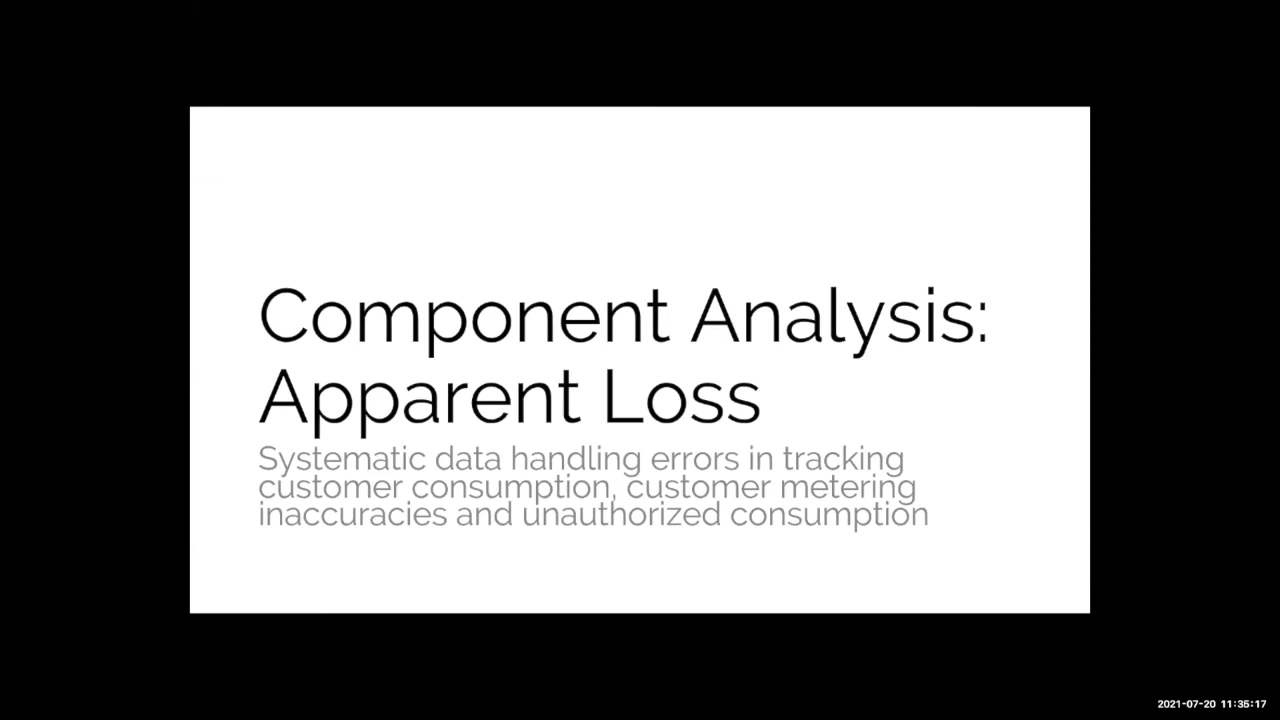 Component Analysis:
Apparent Loss
Systematic data handling errors in tracking
customer consumption, customer metering
inaccuracies and unauthorized consumption
2021-07-20 11:35:17